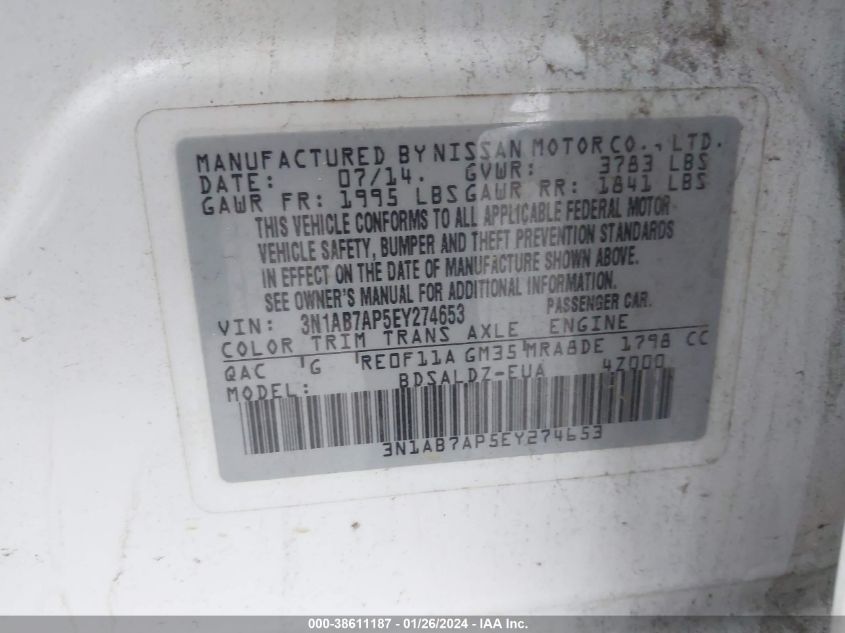 MANUFACTURED BY NISSAN MOTOR CO., LTD.
DATE: 07/14. GVWR: 3783 LBS
GAWR FR: 1995 LBS GAWR RR: 1841 LBS
THIS VEHICLE CONFORMS TO ALL APPLICABLE FEDERAL MOTOR
VEHICLE SAFETY, BUMPER AND THEFT PREVENTION STANDARDS
IN EFFECT ON THE DATE OF MANUFACTURE SHOWN ABOVE.
SEE OWNER'S MANUAL FOR ADDITIONAL INFORMATION.
VIN: 3N1AB7AP5EY274653 PASSENGER CAR.
COLOR TRIM TRANS AXLE ENGINE
QAC G RE0F11A GM35 MRA8DE 1798 CC
MODEL: BDSALDZ-EUA 4Z000
3N1AB7AP5EY274653
000-38611187 - 01/26/2024 - IAA Inc.